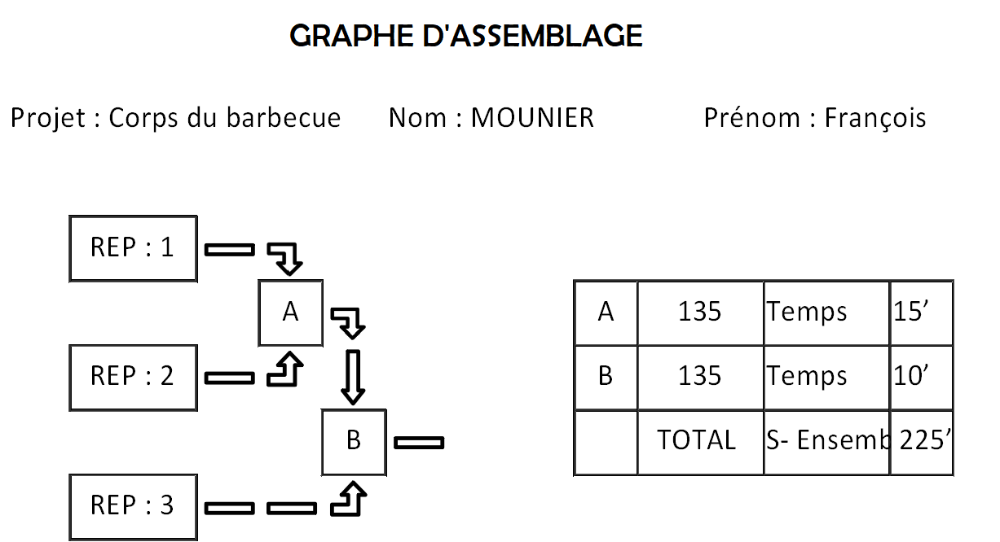 GRAPHE D'ASSEMBLAGE
Projet : Corps du barbecue Nom : MOUNIER Prénom : François
REP : 1
A
REP : 2
B
REP : 3
A 135 Temps 15’
B 135 Temps 10’
TOTAL S- Ensemb 225’